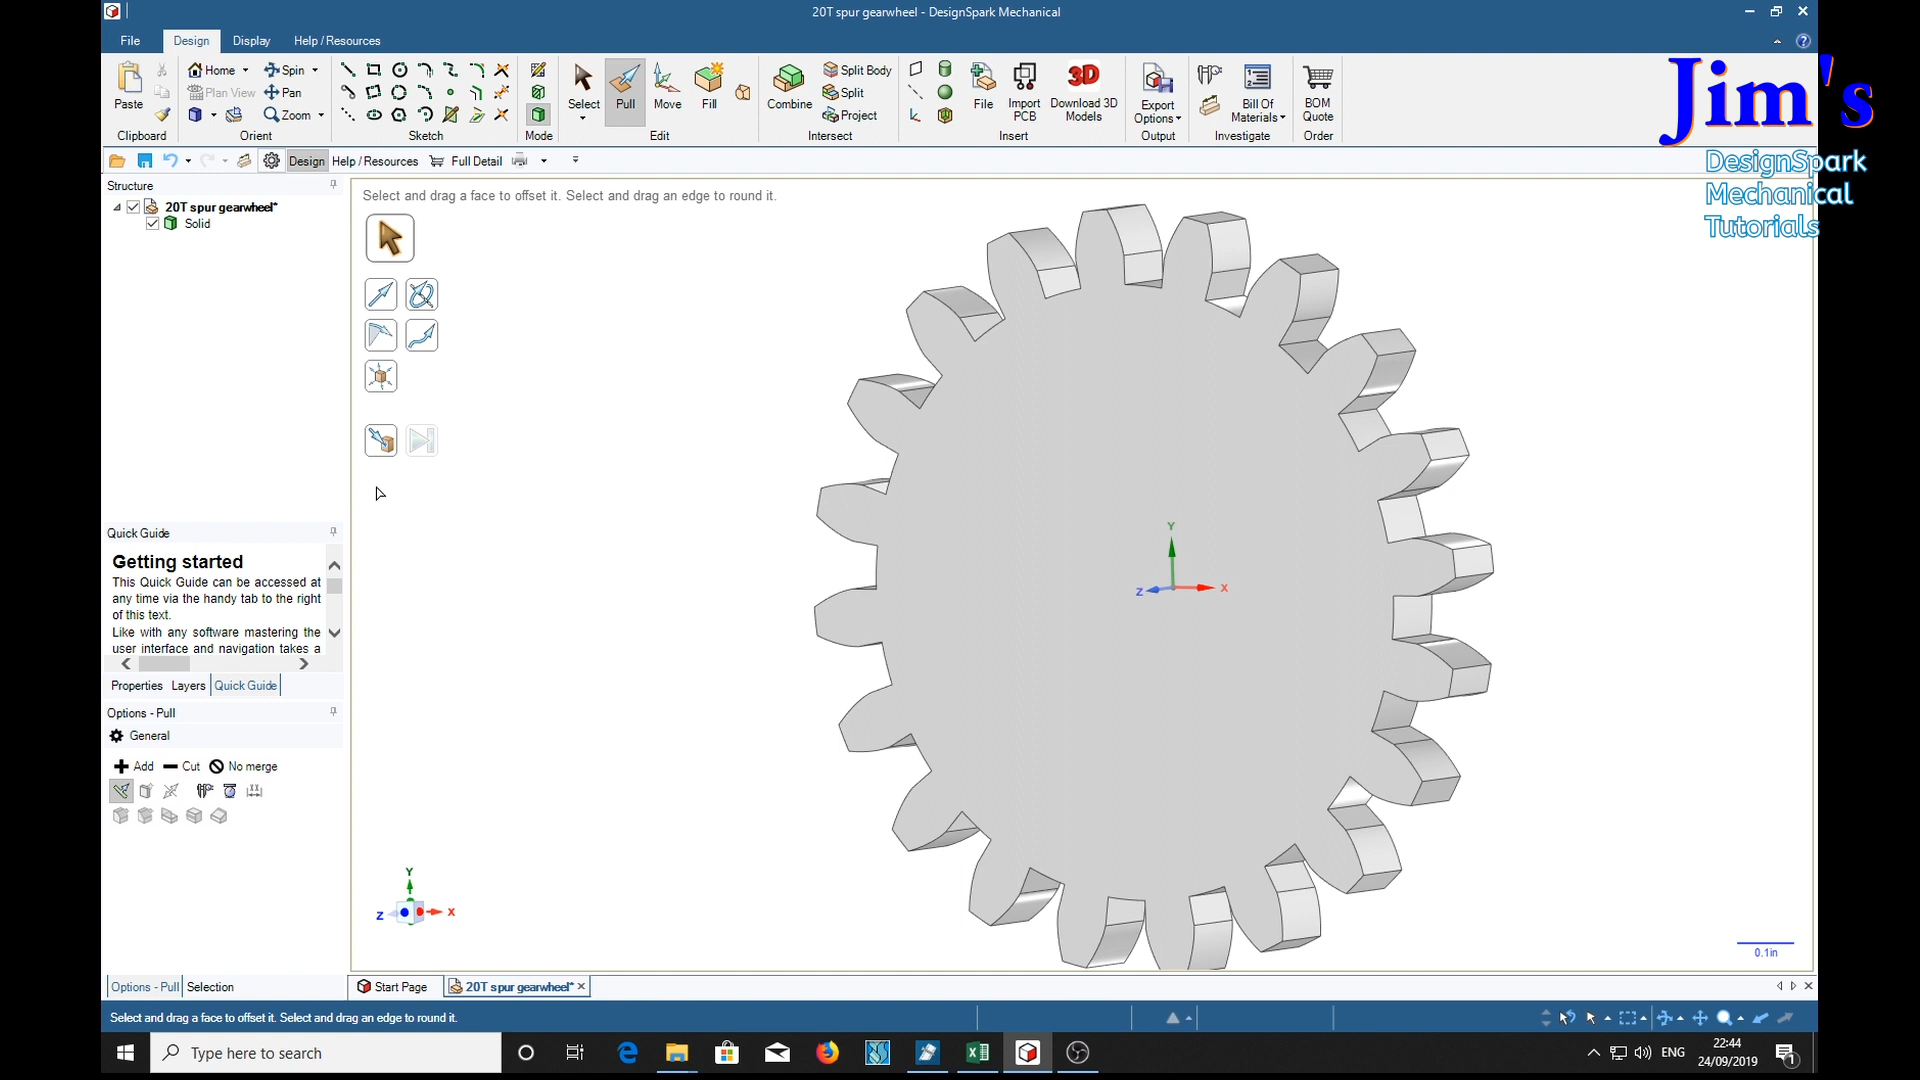 20T spur gearwheel - DesignSpark Mechanical
File Design Display Help / Resources
Paste
Home Spin
Plan View Pan
Zoom
Select Pull Move Fill
Combine
Split Body
Split
Project
File Import PCB Download 3D Models
Export Options
Bill Of Materials
BOM Quote
Clipboard Orient Sketch Mode Edit Intersect Insert Output Investigate Order
Jim's
DesignSpark
Mechanical
Tutorials
Design Help / Resources Full Detail
Structure
20T spur gearwheel*
Solid
Select and drag a face to offset it. Select and drag an edge to round it.
Quick Guide
Getting started
This Quick Guide can be accessed at
any time via the handy tab to the right
of this text.
Like with any software mastering the
user interface and navigation takes a
Properties Layers Quick Guide
Options - Pull
General
Add Cut No merge
Y
Z X
Y
Z X
0.1in
Options - Pull Selection
Start Page 20T spur gearwheel*
Select and drag a face to offset it. Select and drag an edge to round it.
Type here to search
ENG
22:44
24/09/2019
1